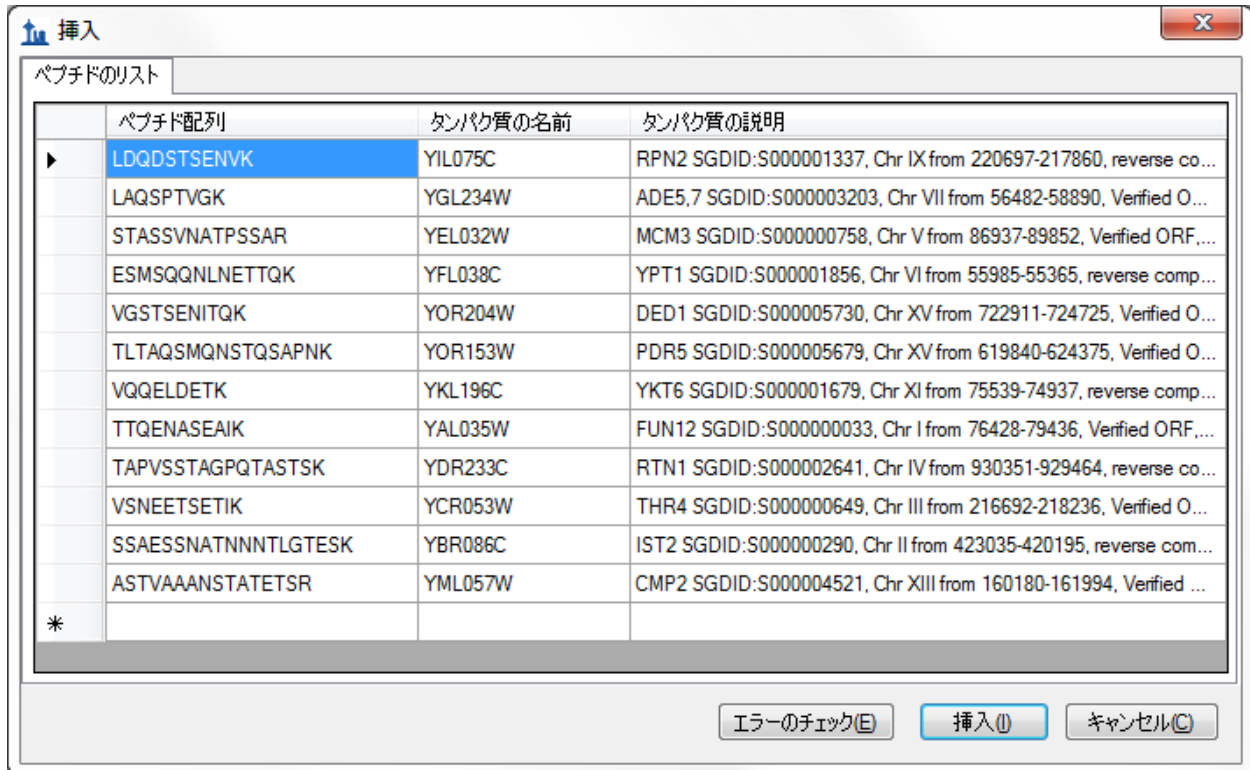 挿入
ペプチドのリスト
ペプチド配列 タンパク質の名前 タンパク質の説明
LDQDSTSENVK YIL075C RPN2 SGDID:S000001337, Chr IX from 220697-217860, reverse co...
LAQSPTVGK YGL234W ADE5,7 SGDID:S000003203, Chr VII from 56482-58890, Verified O...
STASSVNATPSSAR YEL032W MCM3 SGDID:S000000758, Chr V from 86937-89852, Verified ORF,...
ESMSQQNLNETTQK YFL038C YPT1 SGDID:S000001856, Chr VI from 55985-55365, reverse comp...
VGSTSENITQK YOR204W DED1 SGDID:S000005730, Chr XV from 722911-724725, Verified O...
TLTAQSMQNSTQSAPNK YOR153W PDR5 SGDID:S000005679, Chr XV from 619840-624375, Verified O...
VQQELDETK YKL196C YKT6 SGDID:S000001679, Chr XI from 75539-74937, reverse comp...
TTQENASEAIK YAL035W FUN12 SGDID:S000000033, Chr I from 76428-79436, Verified ORF,...
TAPVSSTAGPQTASTSK YDR233C RTN1 SGDID:S000002641, Chr IV from 930351-929464, reverse co...
VSNEETSETIK YCR053W THR4 SGDID:S000000649, Chr III from 216692-218236, Verified O...
SSAESSNATNNNTLGTESK YBR086C IST2 SGDID:S000000290, Chr II from 423035-420195, reverse com...
ASTVAAANSTATETSR YML057W CMP2 SGDID:S000004521, Chr XIII from 160180-161994, Verified ...
エラーのチェック(E) 挿入(I) キャンセル(C)